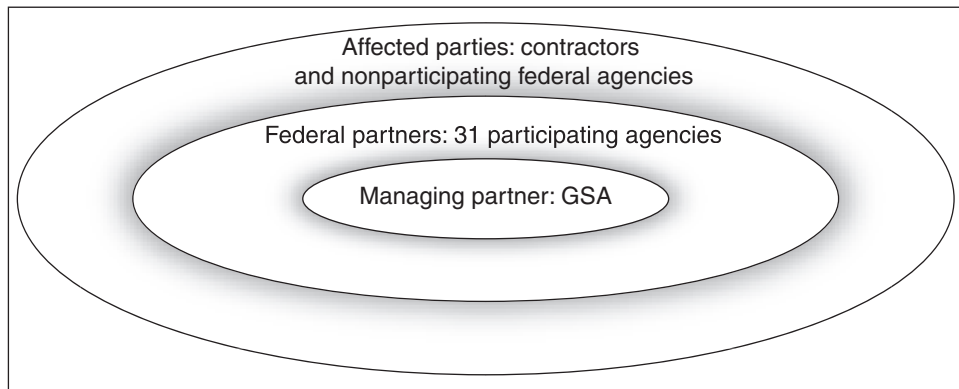 Affected parties: contractors
and nonparticipating federal agencies
Federal partners: 31 participating agencies
Managing partner: GSA